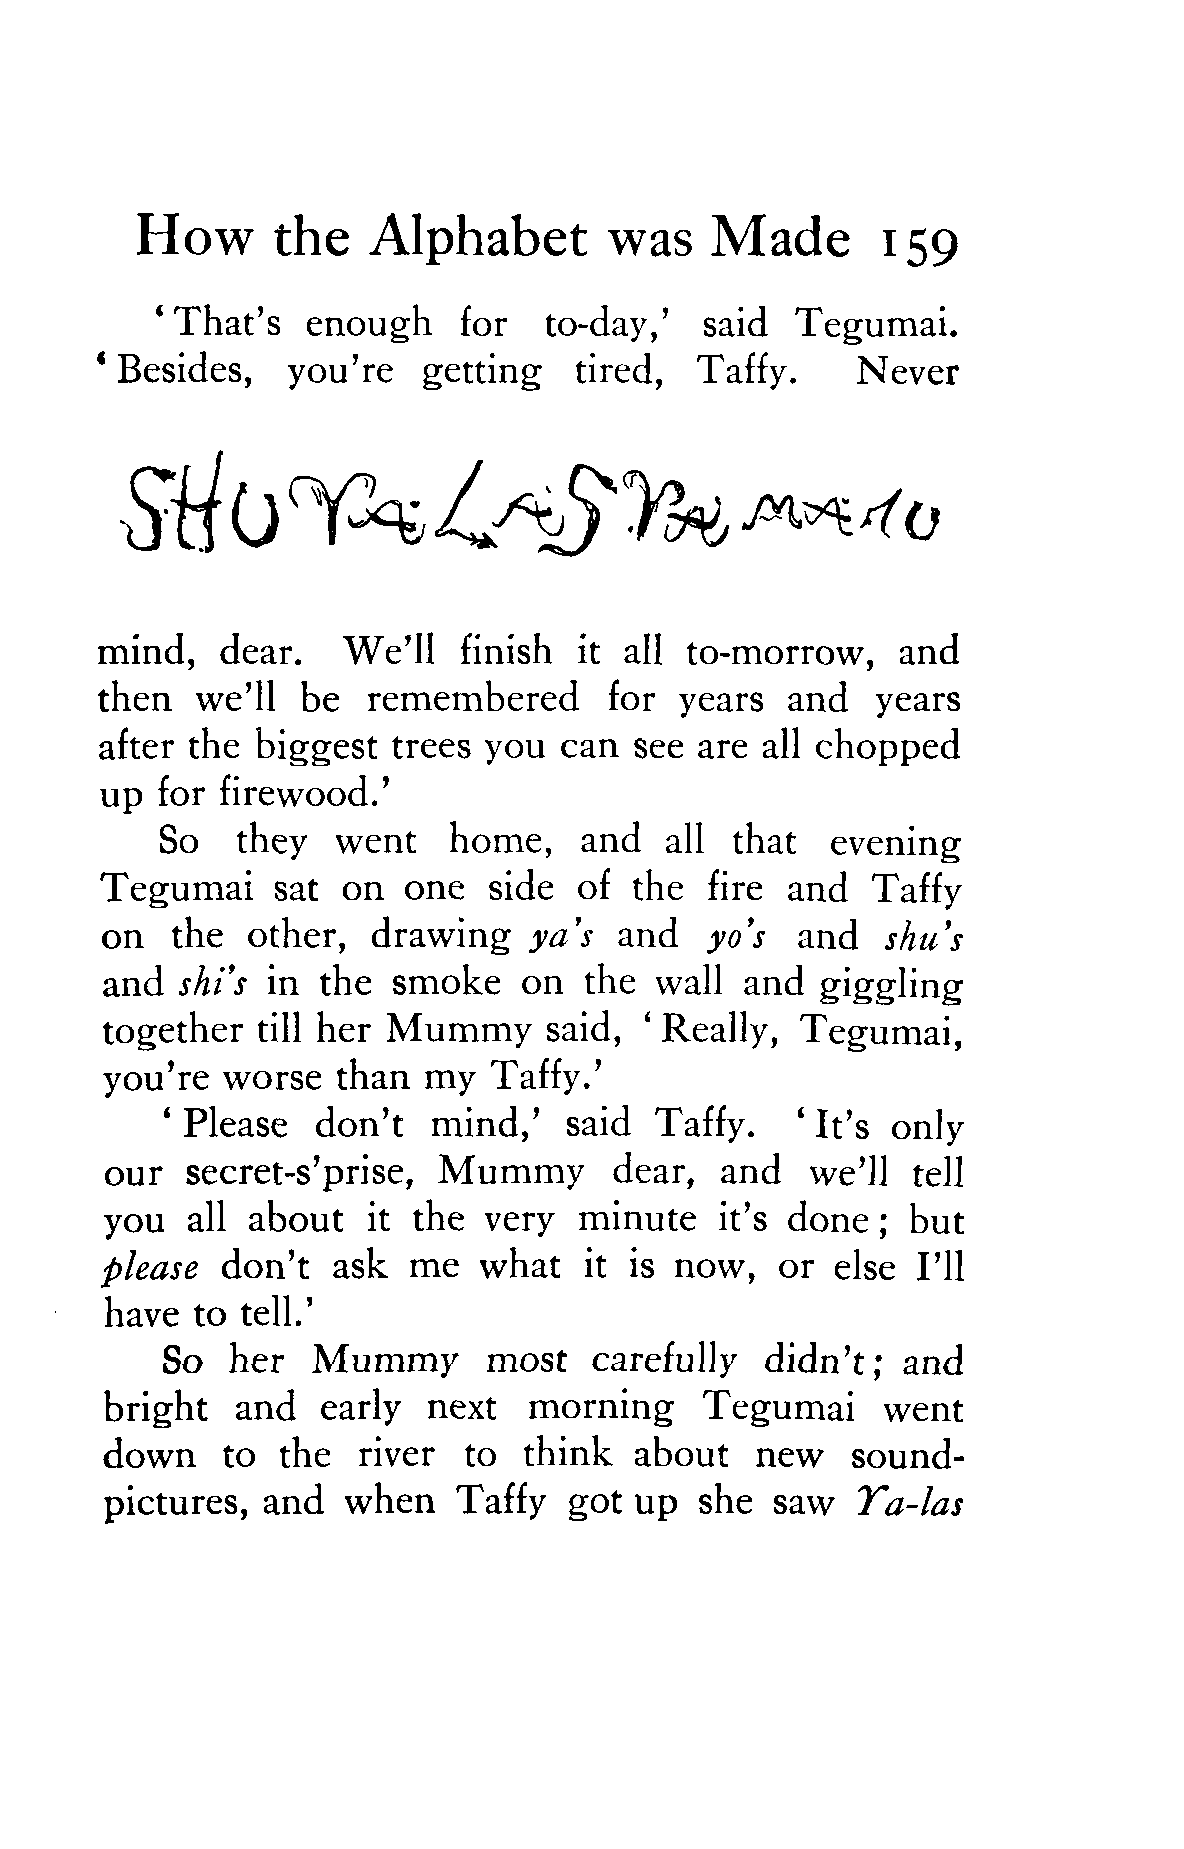 How the Alphabet was Made 159
‘That’s enough for to-day,’ said Tegumai.
‘Besides, you’re getting tired, Taffy. Never
SHU YA LAS YA MARU
mind, dear. We’ll finish it all to-morrow, and
then we’ll be remembered for years and years
after the biggest trees you can see are all chopped
up for firewood.’
So they went home, and all that evening
Tegumai sat on one side of the fire and Taffy
on the other, drawing ya’s and yo’s and shu’s
and shi’s in the smoke on the wall and giggling
together till her Mummy said, ‘Really, Tegumai,
you’re worse than my Taffy.’
‘Please don’t mind,’ said Taffy. ‘It’s only
our secret-s’prise, Mummy dear, and we’ll tell
you all about it the very minute it’s done; but
please don’t ask me what it is now, or else I’ll
have to tell.’
So her Mummy most carefully didn’t; and
bright and early next morning Tegumai went
down to the river to think about new sound-
pictures, and when Taffy got up she saw Ya-las